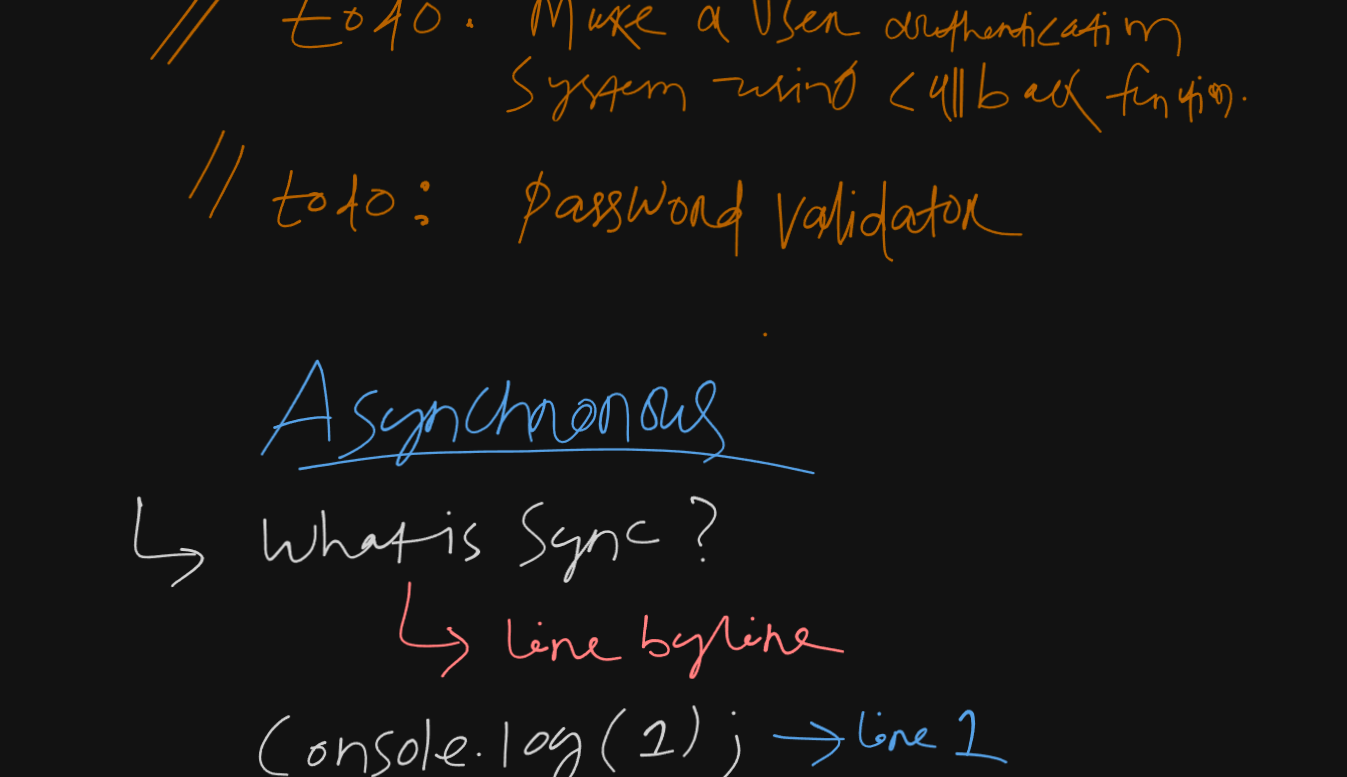 // todo: Make a User authentication
System using callback function.
// todo: Password Validator
Asynchronous
What is Sync?
line by line
Console.log(1); → line 1